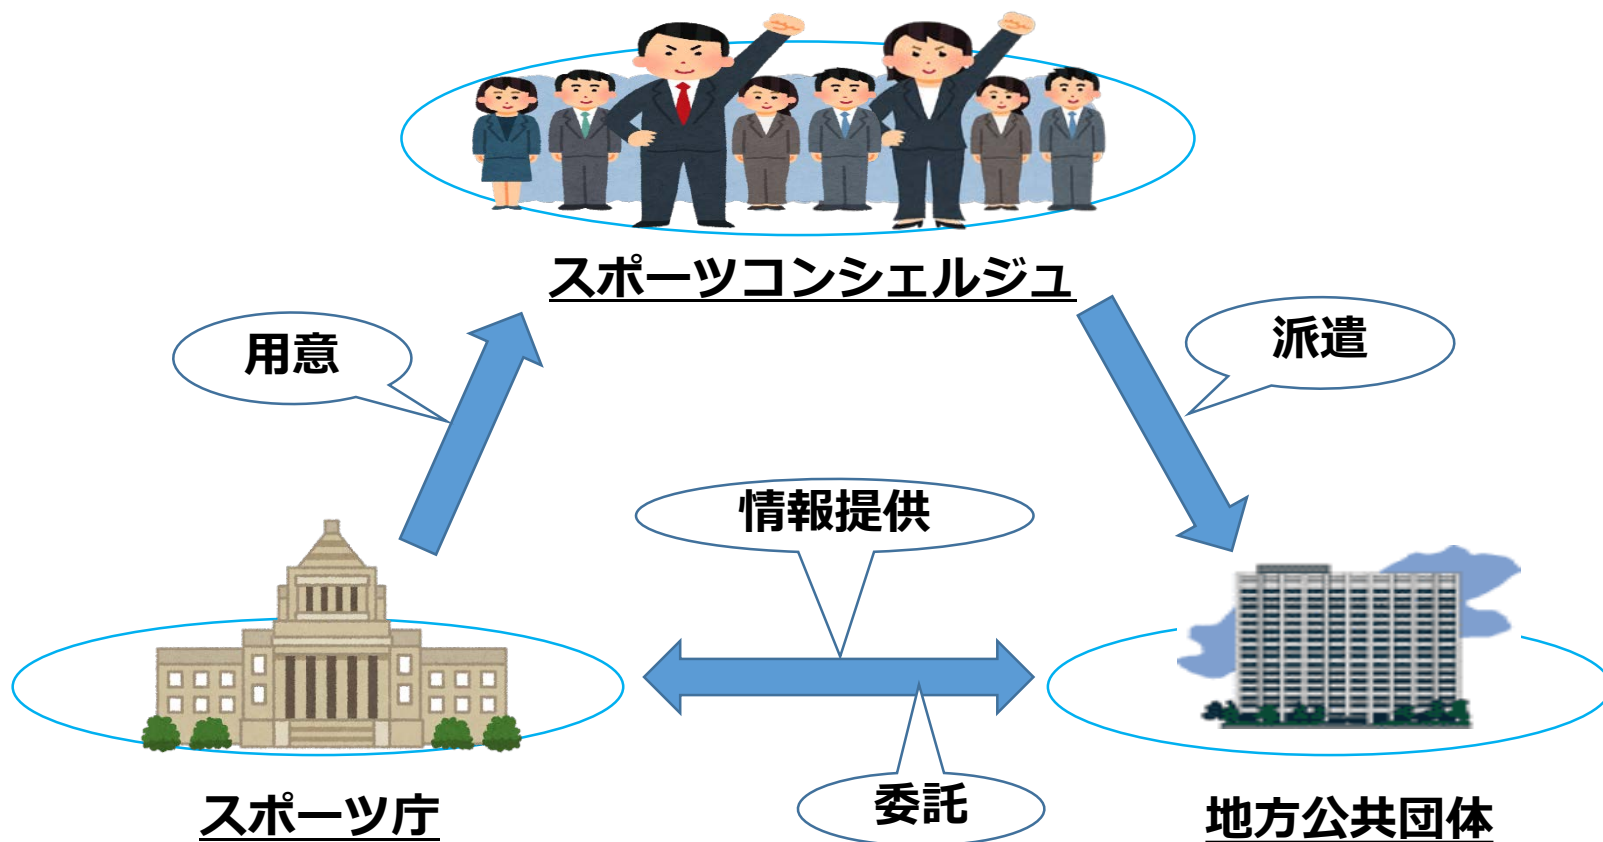 スポーツコンシェルジュ
用意
派遣
情報提供
委託
スポーツ庁
地方公共団体